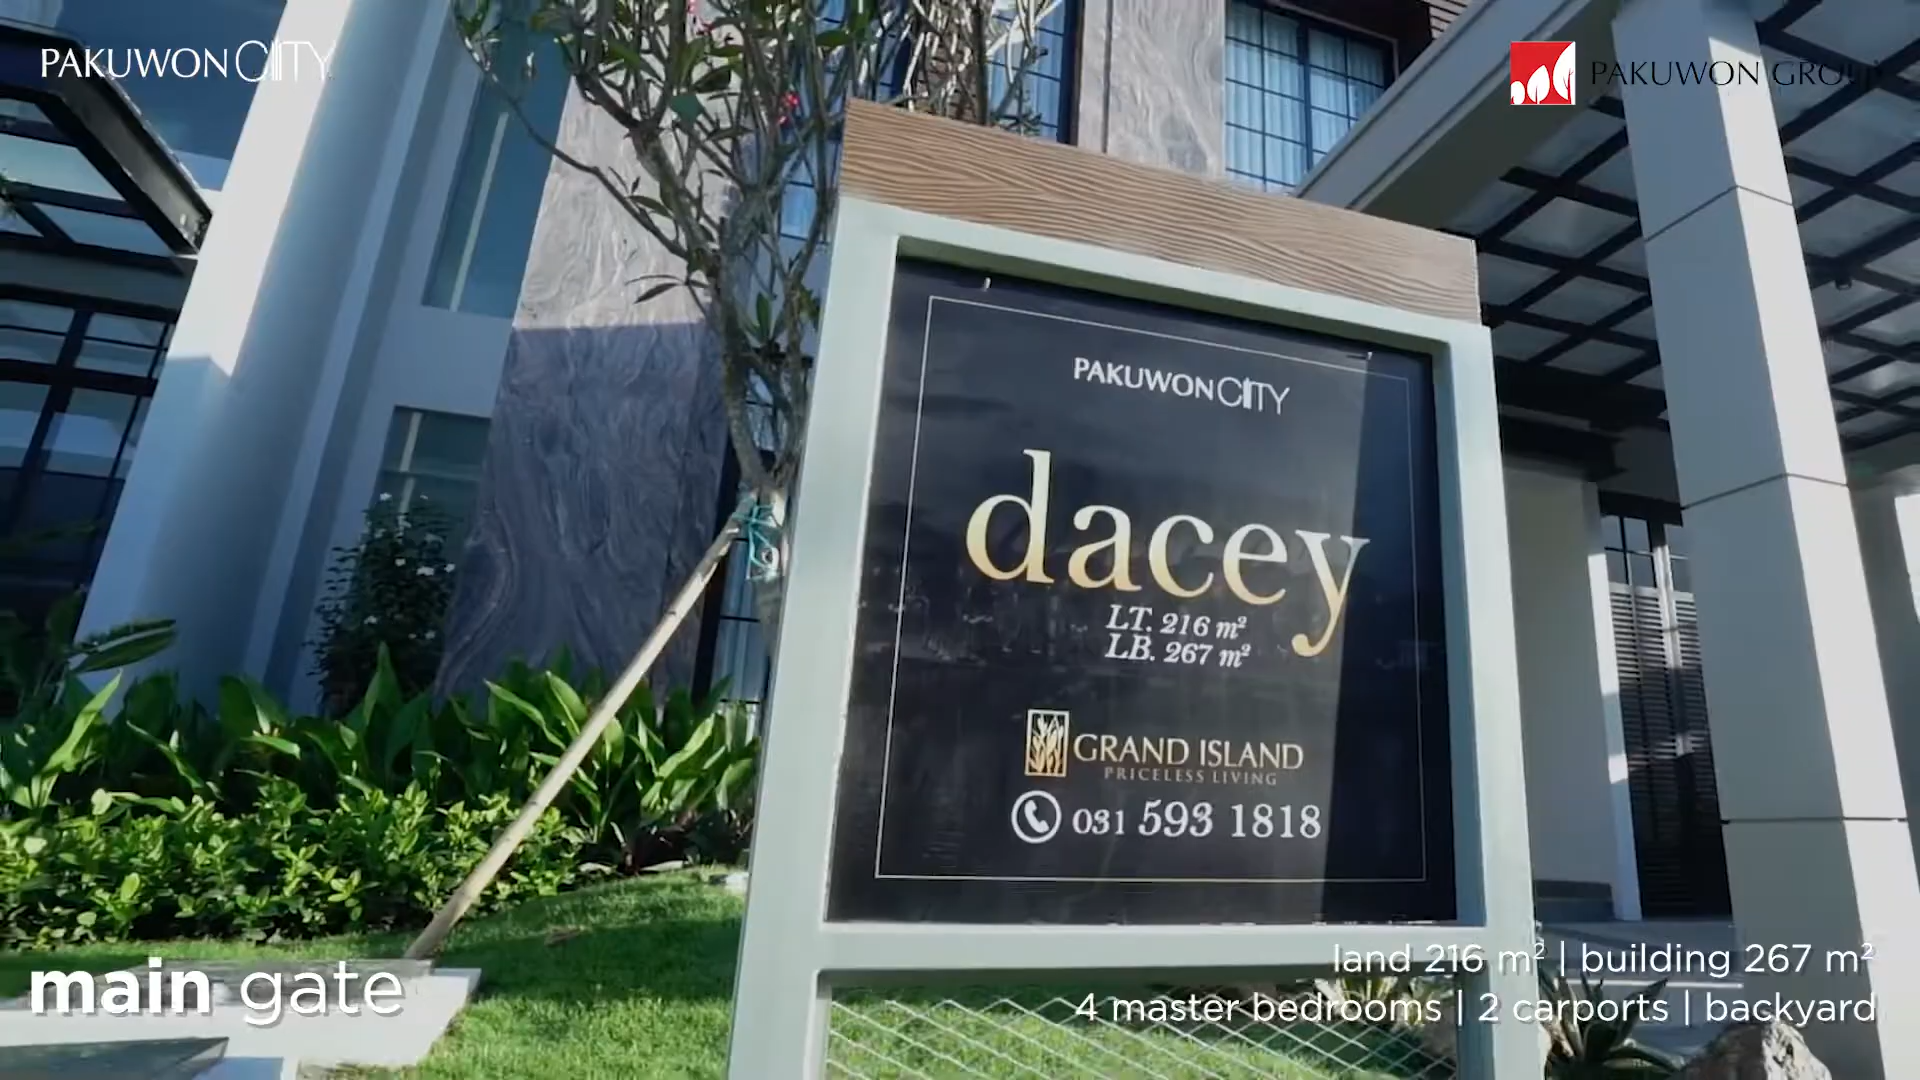 PAKUWON CITY
PAKUWON GROUP
PAKUWON CITY
dacey
LT. 216 m²
LB. 267 m²
GRAND ISLAND
PRICELESS LIVING
031 593 1818
main gate
land 216 m² | building 267 m²
4 master bedrooms | 2 carports | backyard